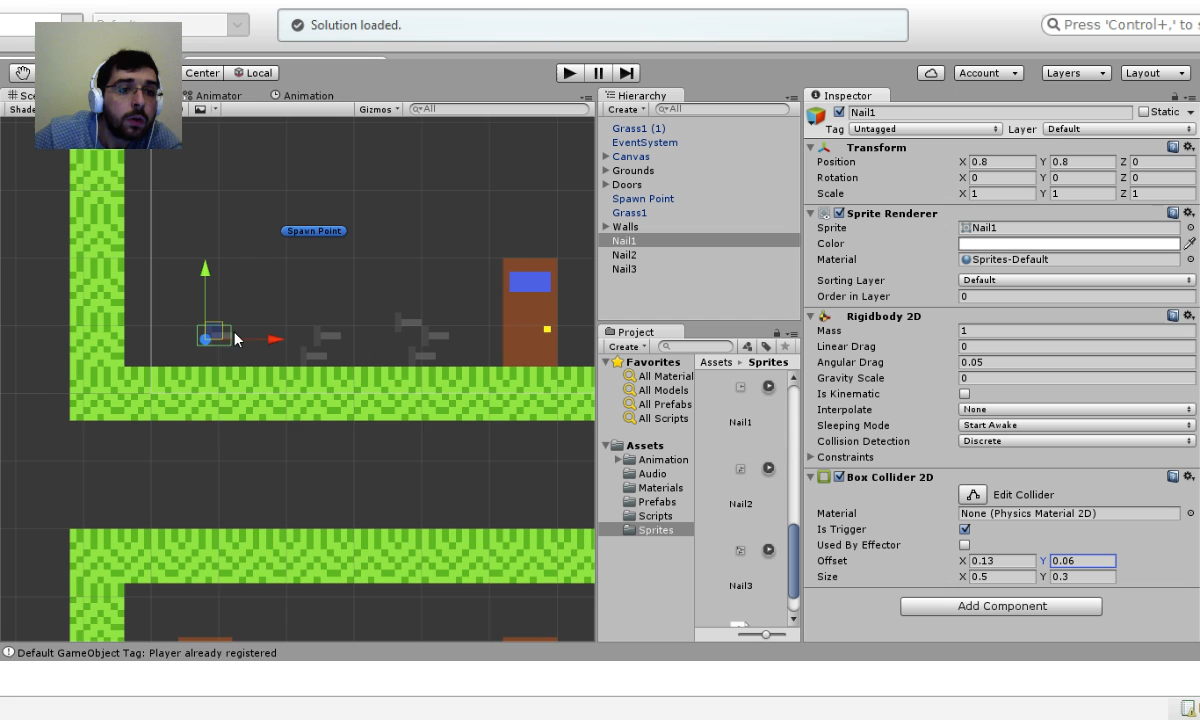 Default
Solution loaded.
Press 'Control+,' to s
Center
Local
Account
Layers
Layout
Sce
Animator
Animation
Shade
Gizmos
All
Spawn Point
Hierarchy
Create
All
Grass1 (1)
EventSystem
Canvas
Grounds
Doors
Spawn Point
Grass1
Walls
Nail1
Nail2
Nail3
Project
Create
Favorites
All Material
All Models
All Prefabs
All Scripts
Assets
Animation
Audio
Materials
Prefabs
Scripts
Sprites
Assets
Sprites
Nail1
Nail2
Nail3
Inspector
Nail1
Static
Tag Untagged
Layer Default
Transform
Position X 0.8 Y 0.8 Z 0
Rotation X 0 Y 0 Z 0
Scale X 1 Y 1 Z 1
Sprite Renderer
Sprite Nail1
Color
Material Sprites-Default
Sorting Layer Default
Order in Layer 0
Rigidbody 2D
Mass 1
Linear Drag 0
Angular Drag 0.05
Gravity Scale 0
Is Kinematic
Interpolate None
Sleeping Mode Start Awake
Collision Detection Discrete
Constraints
Box Collider 2D
Edit Collider
Material None (Physics Material 2D)
Is Trigger
Used By Effector
Offset X 0.13 Y 0.06
Size X 0.5 Y 0.3
Add Component
Default GameObject Tag: Player already registered